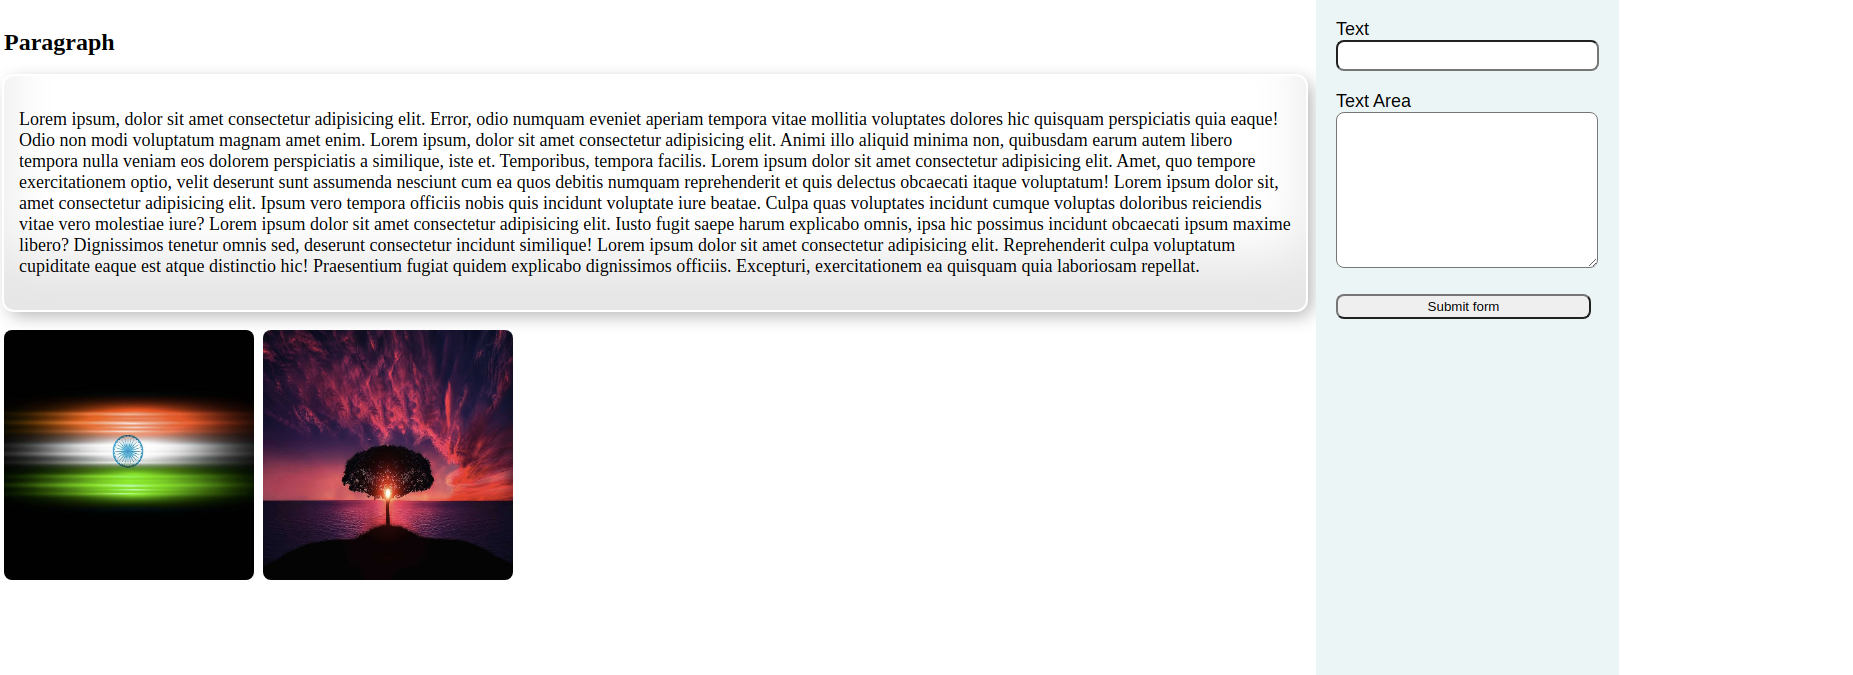 Paragraph
Lorem ipsum, dolor sit amet consectetur adipisicing elit. Error, odio numquam eveniet aperiam tempora vitae mollitia voluptates dolores hic quisquam perspiciatis quia eaque!
Odio non modi voluptatum magnam amet enim. Lorem ipsum, dolor sit amet consectetur adipisicing elit. Animi illo aliquid minima non, quibusdam earum autem libero
tempora nulla veniam eos dolorem perspiciatis a similique, iste et. Temporibus, tempora facilis. Lorem ipsum dolor sit amet consectetur adipisicing elit. Amet, quo tempore
exercitationem optio, velit deserunt sunt assumenda nesciunt cum ea quos debitis numquam reprehenderit et quis delectus obcaecati itaque voluptatum! Lorem ipsum dolor sit,
amet consectetur adipisicing elit. Ipsum vero tempora officiis nobis quis incidunt voluptate iure beatae. Culpa quas voluptates incidunt cumque voluptas doloribus reiciendis
vitae vero molestiae iure? Lorem ipsum dolor sit amet consectetur adipisicing elit. Iusto fugit saepe harum explicabo omnis, ipsa hic possimus incidunt obcaecati ipsum maxime
libero? Dignissimos tenetur omnis sed, deserunt consectetur incidunt similique! Lorem ipsum dolor sit amet consectetur adipisicing elit. Reprehenderit culpa voluptatum
cupiditate eaque est atque distinctio hic! Praesentium fugiat quidem explicabo dignissimos officiis. Excepturi, exercitationem ea quisquam quia laboriosam repellat.
Text
Text Area
Submit form